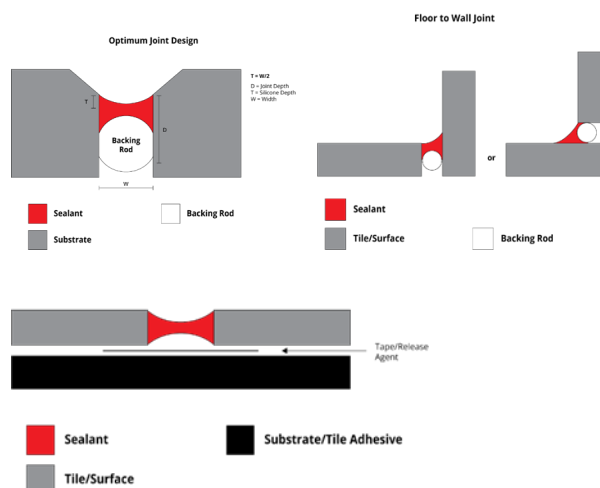 Optimum Joint Design
T = W/2
D = Joint Depth
T = Silicone Depth
W = Width
T
Backing
Rod
D
W
Sealant
Backing Rod
Substrate
Floor to Wall Joint
or
Sealant
Tile/Surface
Backing Rod
Tape/Release
Agent
Sealant
Substrate/Tile Adhesive
Tile/Surface